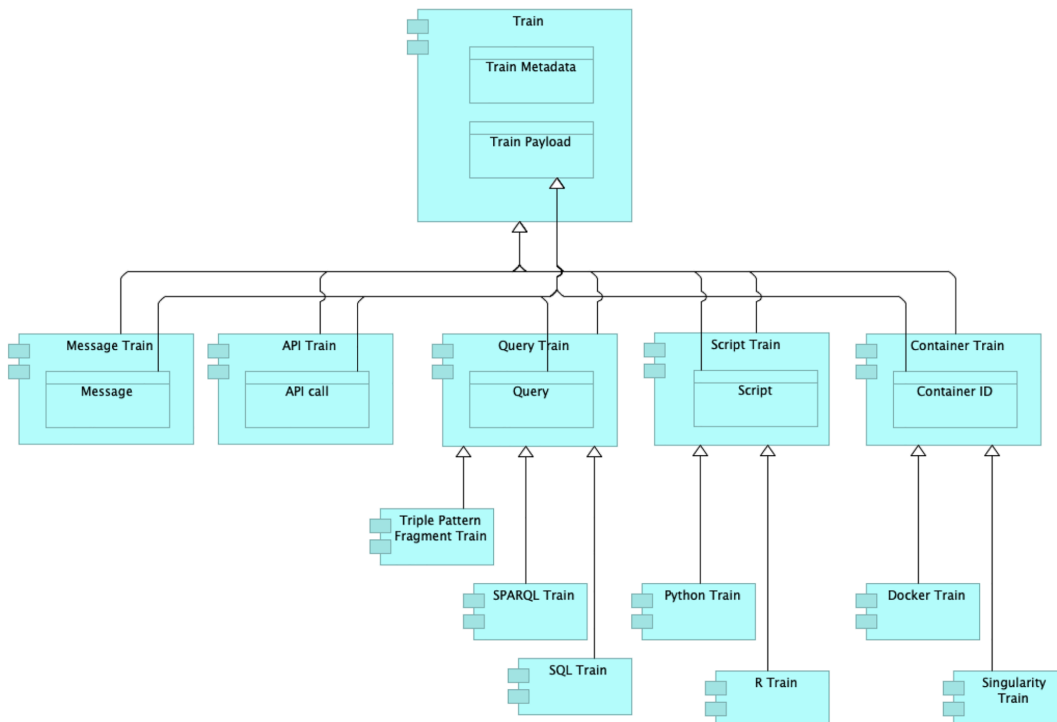 Train
Train Metadata
Train Payload
Message Train
Message
API Train
API call
Query Train
Query
Script Train
Script
Container Train
Container ID
Triple Pattern
Fragment Train
SPARQL Train
SQL Train
Python Train
R Train
Docker Train
Singularity
Train